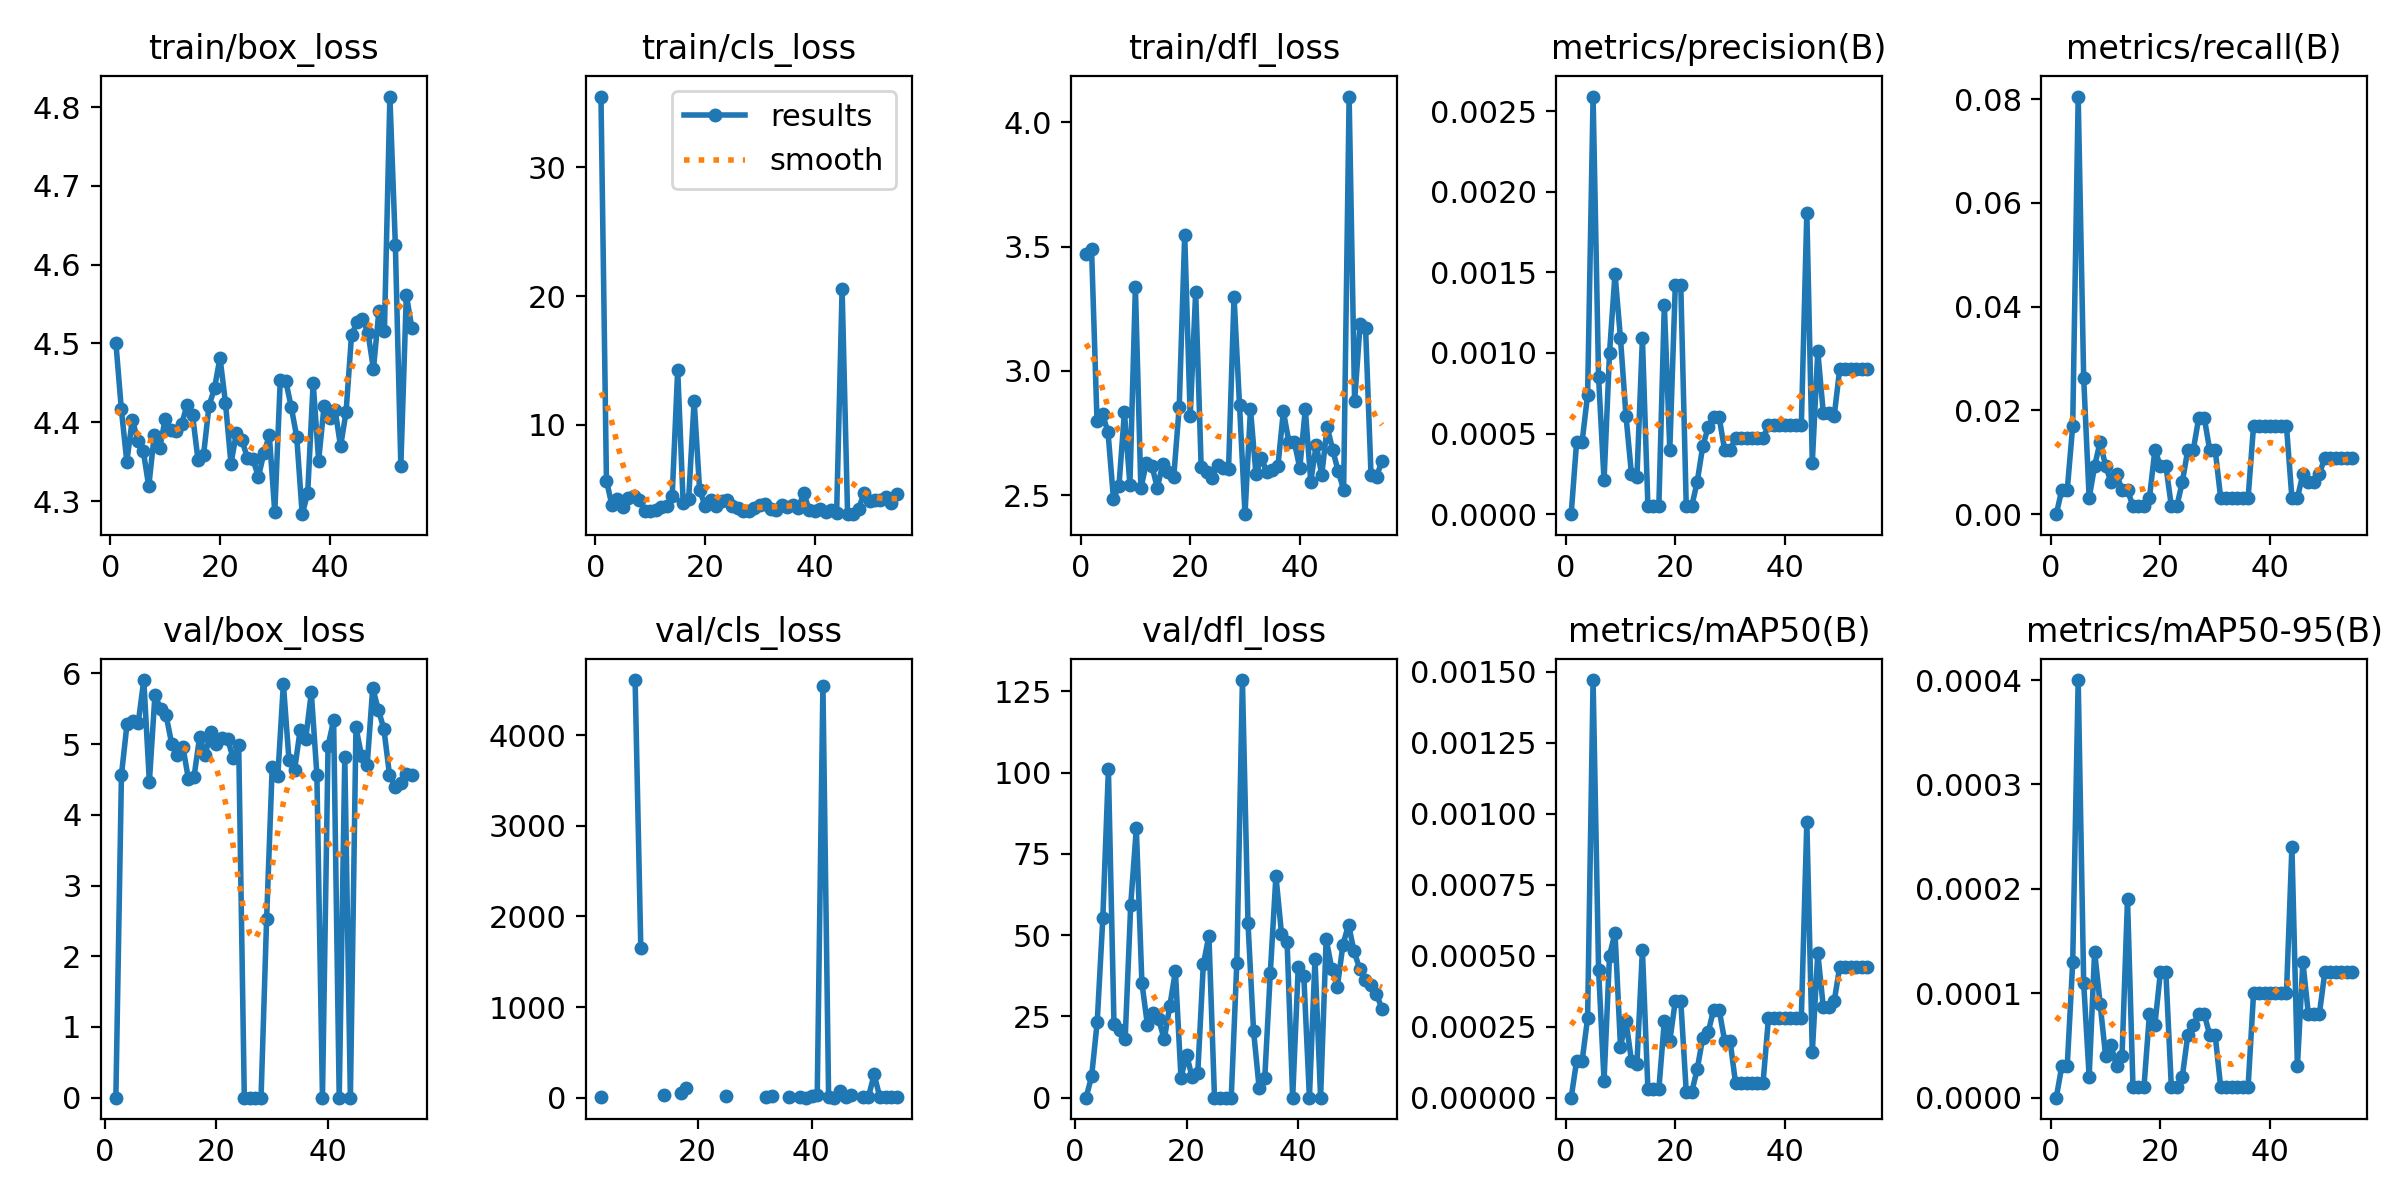 train/box_loss
4.8
4.7
4.6
4.5
4.4
4.3
0 20 40
train/cls_loss
results
smooth
30
20
10
0 20 40
train/dfl_loss
4.0
3.5
3.0
2.5
0 20 40
metrics/precision(B)
0.0025
0.0020
0.0015
0.0010
0.0005
0.0000
0 20 40
metrics/recall(B)
0.08
0.06
0.04
0.02
0.00
0 20 40
val/box_loss
6
5
4
3
2
1
0
0 20 40
val/cls_loss
4000
3000
2000
1000
0
20 40
val/dfl_loss
125
100
75
50
25
0
0 20 40
metrics/mAP50(B)
0.00150
0.00125
0.00100
0.00075
0.00050
0.00025
0.00000
0 20 40
metrics/mAP50-95(B)
0.0004
0.0003
0.0002
0.0001
0.0000
0 20 40